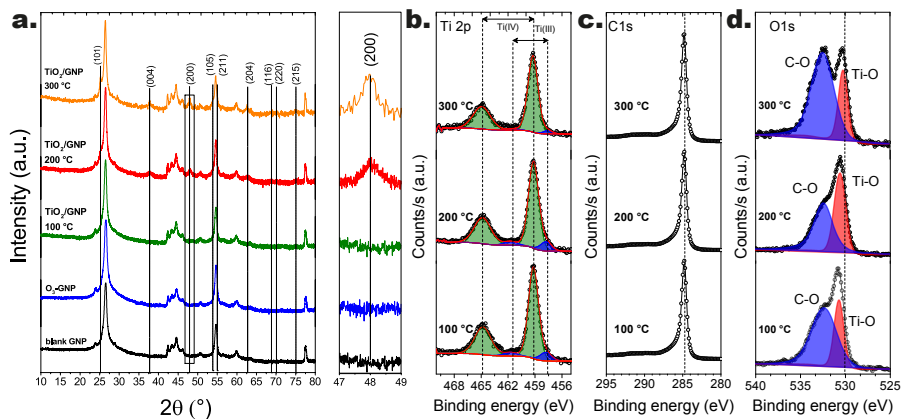 a.
Intensity (a.u.)
(101)
(004)
(200)
(105)
(211)
(204)
(116)
(220)
(215)
TiO2/GNP
300 °C
TiO2/GNP
200 °C
TiO2/GNP
100 °C
O3-GNP
blank GNP
10 15 20 25 30 35 40 45 50 55 60 65 70 75 80
2θ (°)
(200)
47 48 49
b.
Ti 2p
Ti(IV)
Ti(III)
Counts/s (a.u.)
300 °C
200 °C
100 °C
468 465 462 459 456
Binding energy (eV)
c.
C1s
Counts/s (a.u.)
300 °C
200 °C
100 °C
295 290 285 280
Binding energy (eV)
d.
O1s
Counts/s (a.u.)
C-O
Ti-O
300 °C
C-O
Ti-O
200 °C
C-O
Ti-O
100 °C
540 535 530 525
Binding energy (eV)